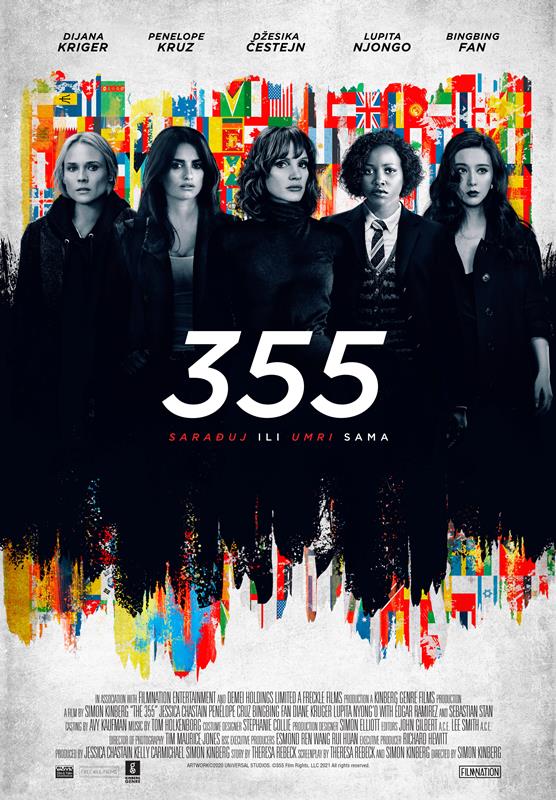 DIJANA KRIGER
PENELOPE KRUZ
DŽESIKA ČESTEJN
LUPITA NJONGO
BINGBING FAN
355
SARAĐUJ ILI UMRI SAMA
IN ASSOCIATION WITH FILMNATION ENTERTAINMENT AND DEMEI HOLDINGS LIMITED A FRECKLE FILMS PRODUCTION A KINBERG GENRE FILMS PRODUCTION
A FILM BY SIMON KINBERG "THE 355" JESSICA CHASTAIN PENELOPE CRUZ BINGBING FAN DIANE KRUGER LUPITA NYONG'O WITH EDGAR RAMIREZ AND SEBASTIAN STAN
CASTING BY AVY KAUFMAN MUSIC BY TOM HOLKENBORG COSTUME DESIGNER STEPHANIE COLLIE PRODUCTION DESIGNER SIMON ELLIOTT EDITORS JOHN GILBERT A.C.E. LEE SMITH A.C.E.
DIRECTOR OF PHOTOGRAPHY TIM MAURICE-JONES BSC EXECUTIVE PRODUCERS ESMOND REN WANG RUI HUAN EXECUTIVE PRODUCER RICHARD HEWITT
PRODUCED BY JESSICA CHASTAIN KELLY CARMICHAEL SIMON KINBERG STORY BY THERESA REBECK SCREENPLAY BY THERESA REBECK AND SIMON KINBERG DIRECTED BY SIMON KINBERG
FRECKLE FILMS
KINBERG GENRE
ARTWORK©2020 UNIVERSAL STUDIOS. ©355 Film Rights, LLC 2021 All rights reserved.
FILMNATION